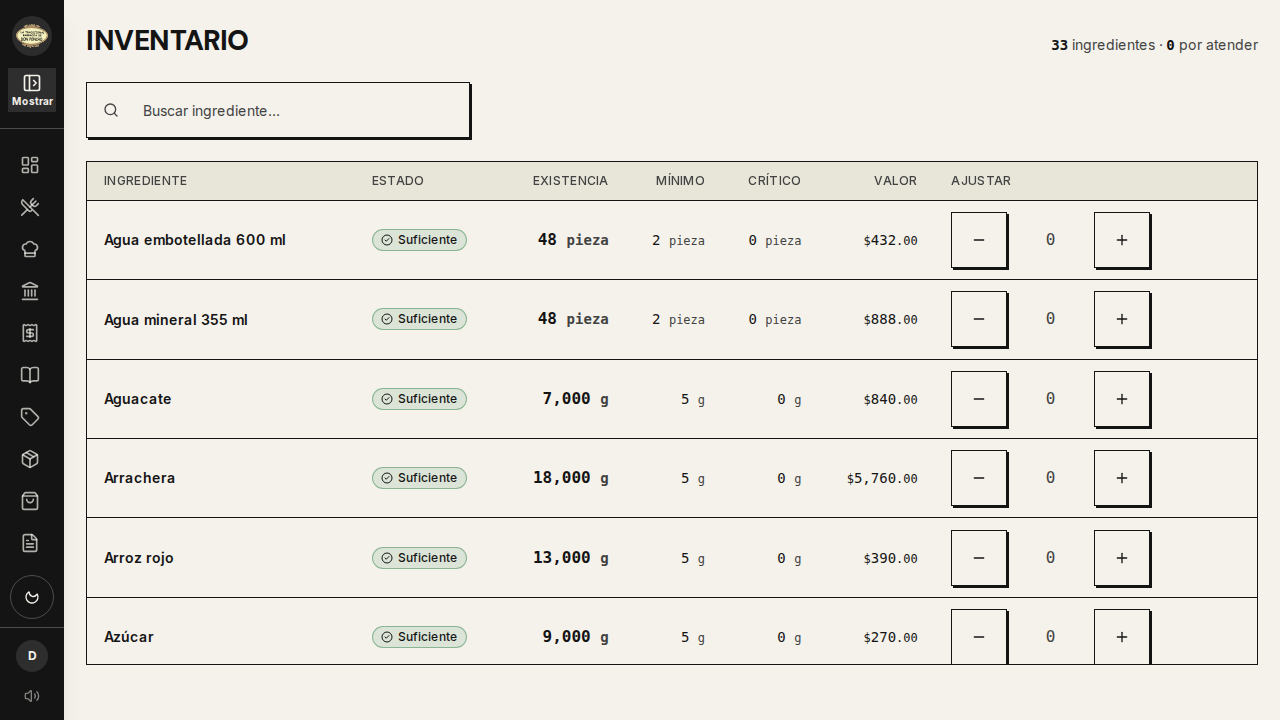 Mostrar
D
INVENTARIO
33 ingredientes · 0 por atender
Buscar ingrediente...
INGREDIENTE ESTADO EXISTENCIA MÍNIMO CRÍTICO VALOR AJUSTAR
Agua embotellada 600 ml Suficiente 48 pieza 2 pieza 0 pieza $432.00 − 0 +
Agua mineral 355 ml Suficiente 48 pieza 2 pieza 0 pieza $888.00 − 0 +
Aguacate Suficiente 7,000 g 5 g 0 g $840.00 − 0 +
Arrachera Suficiente 18,000 g 5 g 0 g $5,760.00 − 0 +
Arroz rojo Suficiente 13,000 g 5 g 0 g $390.00 − 0 +
Azúcar Suficiente 9,000 g 5 g 0 g $270.00 − 0 +